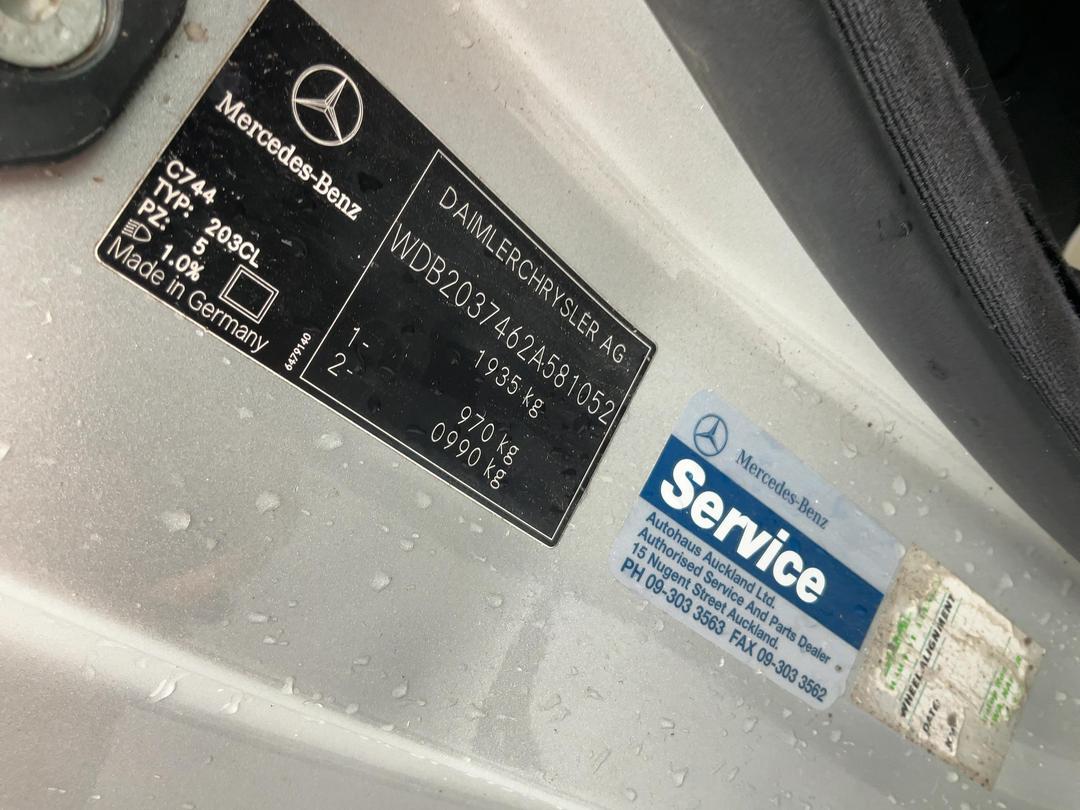 Mercedes-Benz
C744
TYP: 203CL
PZ: 5
1.0%
Made in Germany
6479140
DAIMLERCHRYSLER AG
WDB2037462A581052
1935 kg
1- 970 kg
2- 0990 kg
Mercedes-Benz
Service
Autohaus Auckland Ltd.
Authorised Service And Parts Dealer
15 Nugent Street Auckland.
PH 09-303 3563 FAX 09-303 3562
WHEEL ALIGNMENT
DATE